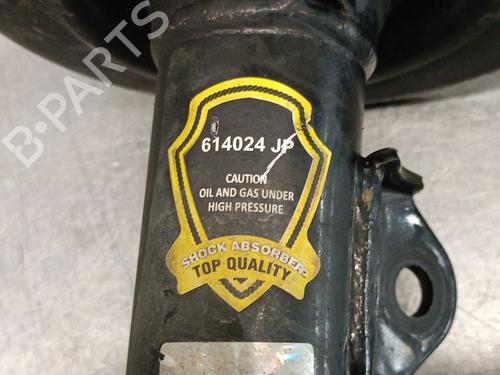 B-PARTS
614024 JP
CAUTION
OIL AND GAS UNDER
HIGH PRESSURE
SHOCK ABSORBER
TOP QUALITY